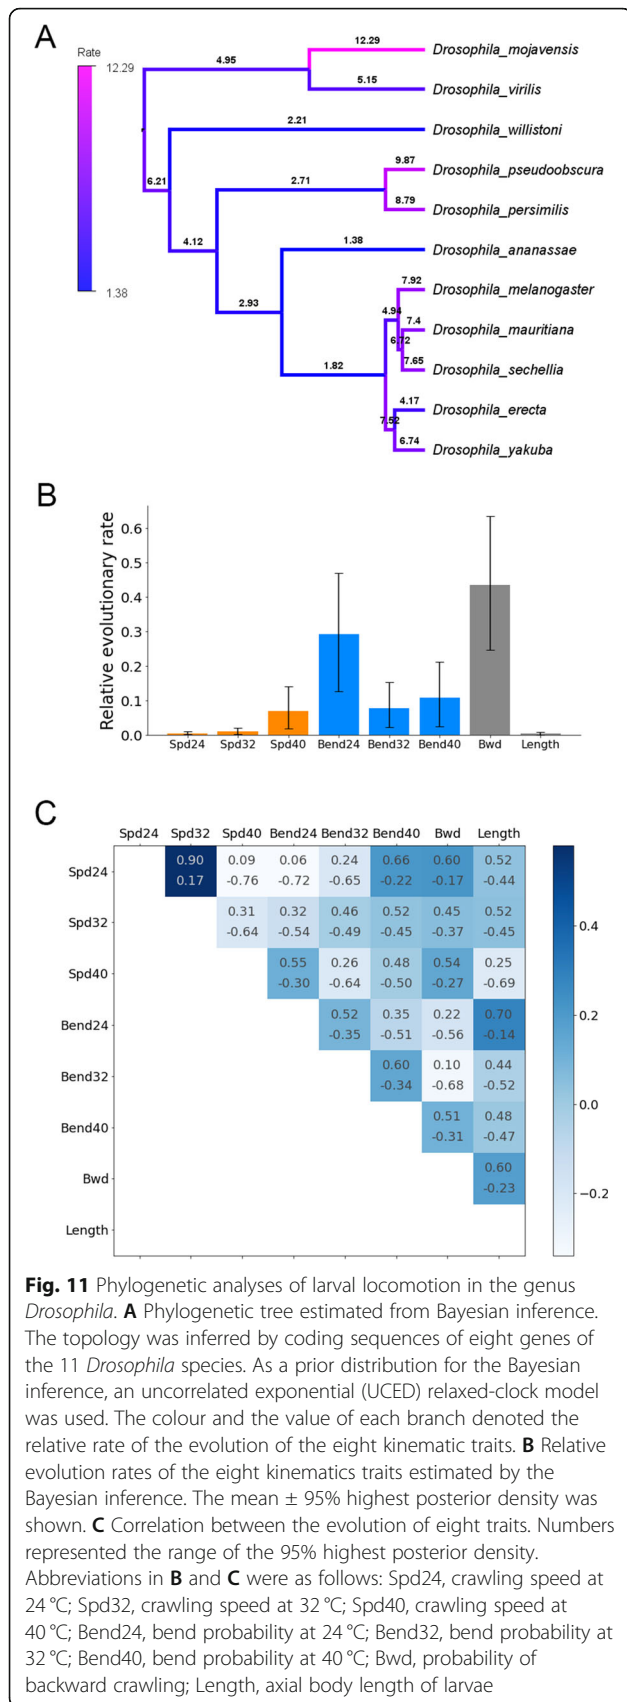 A
Rate
12.29
1.38
12.29
Drosophila_mojavensis
4.95
5.15
Drosophila_virilis
2.21
Drosophila_willistoni
6.21
9.87
Drosophila_pseudoobscura
2.71
8.79
Drosophila_persimilis
4.12
1.38
Drosophila_ananassae
2.93
7.92
Drosophila_melanogaster
4.94
7.4
Drosophila_mauritiana
6.72
7.65
Drosophila_sechellia
1.82
4.17
Drosophila_erecta
7.52
6.74
Drosophila_yakuba
B
Relative evolutionary rate
0.6
0.5
0.4
0.3
0.2
0.1
0.0
Spd24 Spd32 Spd40 Bend24 Bend32 Bend40 Bwd Length
C
Spd24 Spd32 Spd40 Bend24 Bend32 Bend40 Bwd Length
Spd24
0.90 0.09 0.06 0.24 0.66 0.60 0.52
0.17 -0.76 -0.72 -0.65 -0.22 -0.17 -0.44
Spd32
0.31 0.32 0.46 0.52 0.45 0.52
-0.64 -0.54 -0.49 -0.45 -0.37 -0.45
Spd40
0.55 0.26 0.48 0.54 0.25
-0.30 -0.64 -0.50 -0.27 -0.69
Bend24
0.52 0.35 0.22 0.70
-0.35 -0.51 -0.56 -0.14
Bend32
0.60 0.10 0.44
-0.34 -0.68 -0.52
Bend40
0.51 0.48
-0.31 -0.47
Bwd
0.60
-0.23
Length
0.4
0.2
0.0
−0.2
Fig. 11 Phylogenetic analyses of larval locomotion in the genus
Drosophila. A Phylogenetic tree estimated from Bayesian inference.
The topology was inferred by coding sequences of eight genes of
the 11 Drosophila species. As a prior distribution for the Bayesian
inference, an uncorrelated exponential (UCED) relaxed-clock model
was used. The colour and the value of each branch denoted the
relative rate of the evolution of the eight kinematic traits. B Relative
evolution rates of the eight kinematics traits estimated by the
Bayesian inference. The mean ± 95% highest posterior density was
shown. C Correlation between the evolution of eight traits. Numbers
represented the range of the 95% highest posterior density.
Abbreviations in B and C were as follows: Spd24, crawling speed at
24 °C; Spd32, crawling speed at 32 °C; Spd40, crawling speed at
40 °C; Bend24, bend probability at 24 °C; Bend32, bend probability at
32 °C; Bend40, bend probability at 40 °C; Bwd, probability of
backward crawling; Length, axial body length of larvae